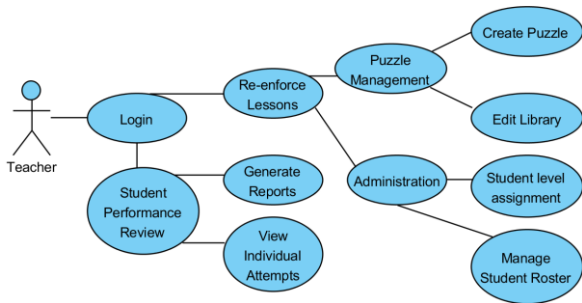 Teacher
Login
Re-enforce
Lessons
Puzzle
Management
Create Puzzle
Edit Library
Student
Performance
Review
Generate
Reports
View
Individual
Attempts
Administration
Student level
assignment
Manage
Student Roster